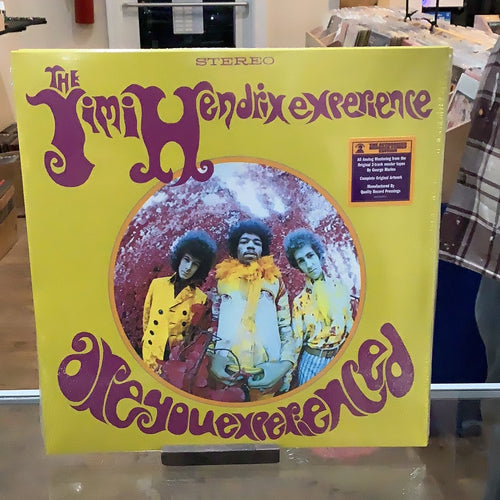 STEREO
THE
Jimi Hendrix experience
All Analog Mastering from the
Original 2-track master tapes
By George Marino
Complete Original Artwork
Manufactured By
Quality Record Pressings
are you experienced